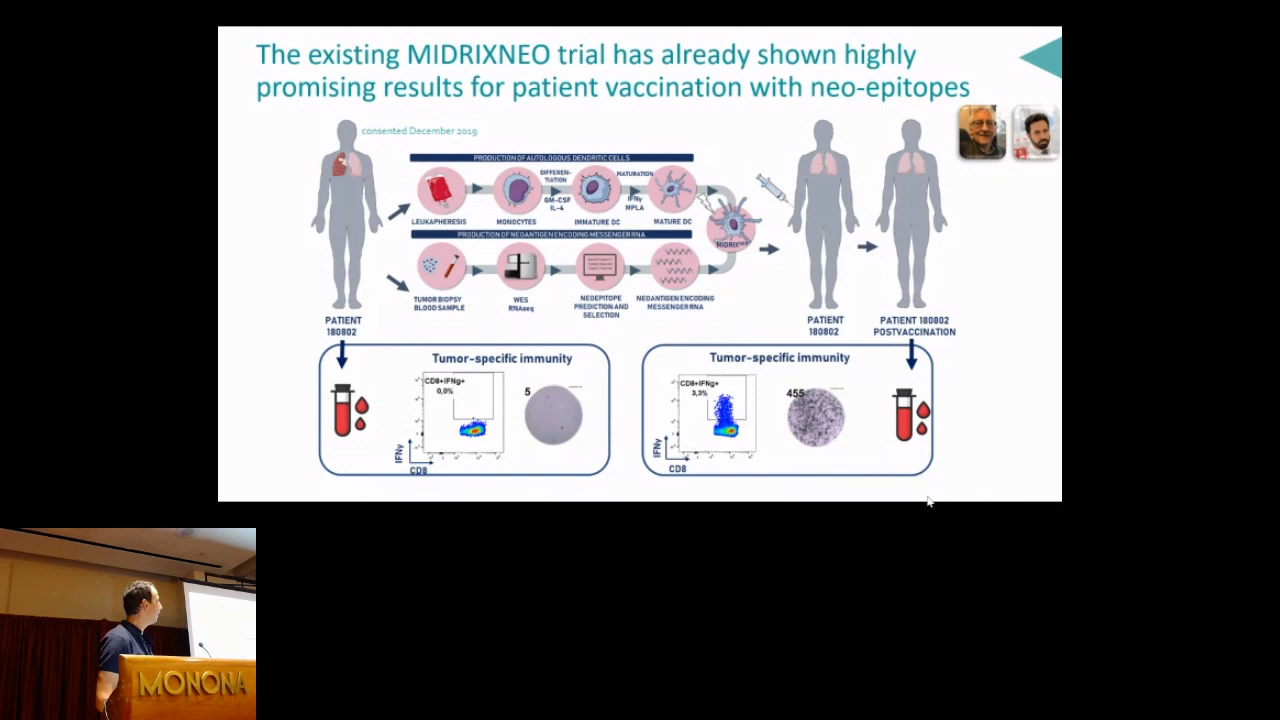 The existing MIDRIXNEO trial has already shown highly
promising results for patient vaccination with neo-epitopes
consented December 2019
PRODUCTION OF AUTOLOGOUS DENDRITIC CELLS
DIFFEREN-
TIATION
GM-CSF
IL-4
MATURATION
IFNγ
MPLA
LEUKAPHERESIS
MONOCYTES
IMMATURE DC
MATURE DC
PRODUCTION OF NEOANTIGEN ENCODING MESSENGER RNA
MIDRIXNEO
TUMOR BIOPSY
BLOOD SAMPLE
WES
RNAseq
NEOEPITOPE
PREDICTION AND
SELECTION
NEOANTIGEN ENCODING
MESSENGER RNA
PATIENT
180802
PATIENT
180802
PATIENT 180802
POSTVACCINATION
Tumor-specific immunity
CD8+IFNg+
0,0%
5
IFNγ
CD8
Tumor-specific immunity
CD8+IFNg+
3,3%
455
IFNγ
CD8
MONONA